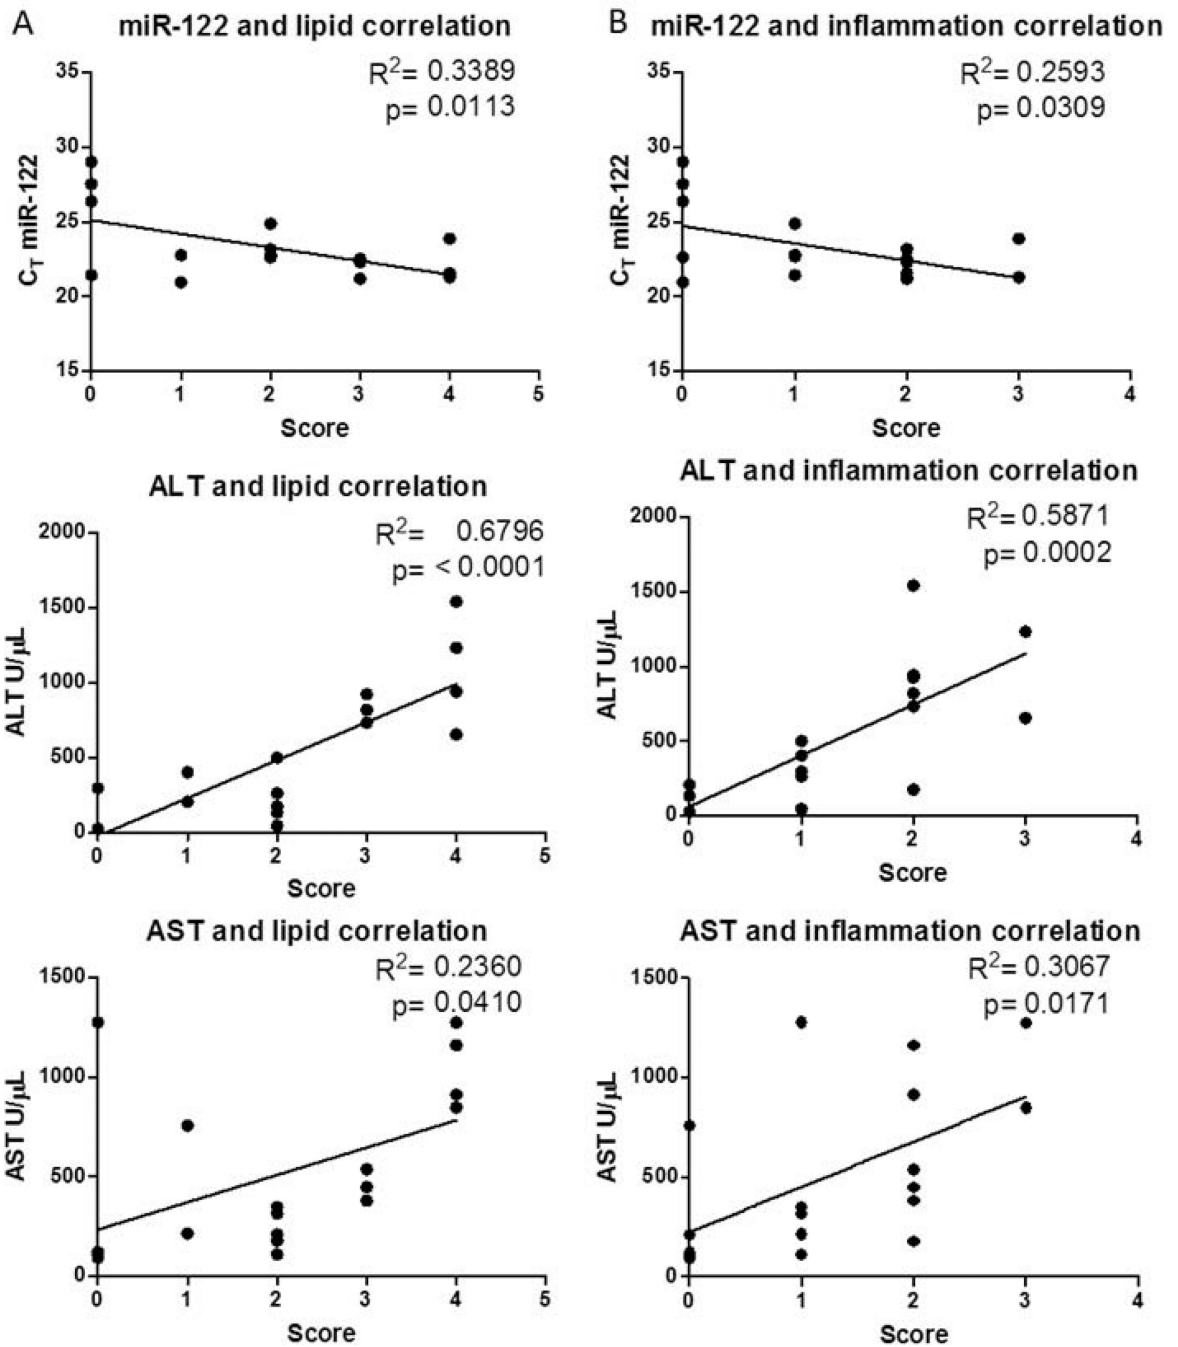 A
miR-122 and lipid correlation
R²= 0.3389
p= 0.0113
35
30
25
20
15
C_T miR-122
0 1 2 3 4 5
Score
B
miR-122 and inflammation correlation
R²= 0.2593
p= 0.0309
35
30
25
20
15
C_T miR-122
0 1 2 3 4
Score
ALT and lipid correlation
R²= 0.6796
p= < 0.0001
2000
1500
1000
500
0
ALT U/μL
0 1 2 3 4 5
Score
ALT and inflammation correlation
R²= 0.5871
p= 0.0002
2000
1500
1000
500
0
ALT U/μL
0 1 2 3 4
Score
AST and lipid correlation
R²= 0.2360
p= 0.0410
1500
1000
500
0
AST U/μL
0 1 2 3 4 5
Score
AST and inflammation correlation
R²= 0.3067
p= 0.0171
1500
1000
500
0
AST U/μL
0 1 2 3 4
Score